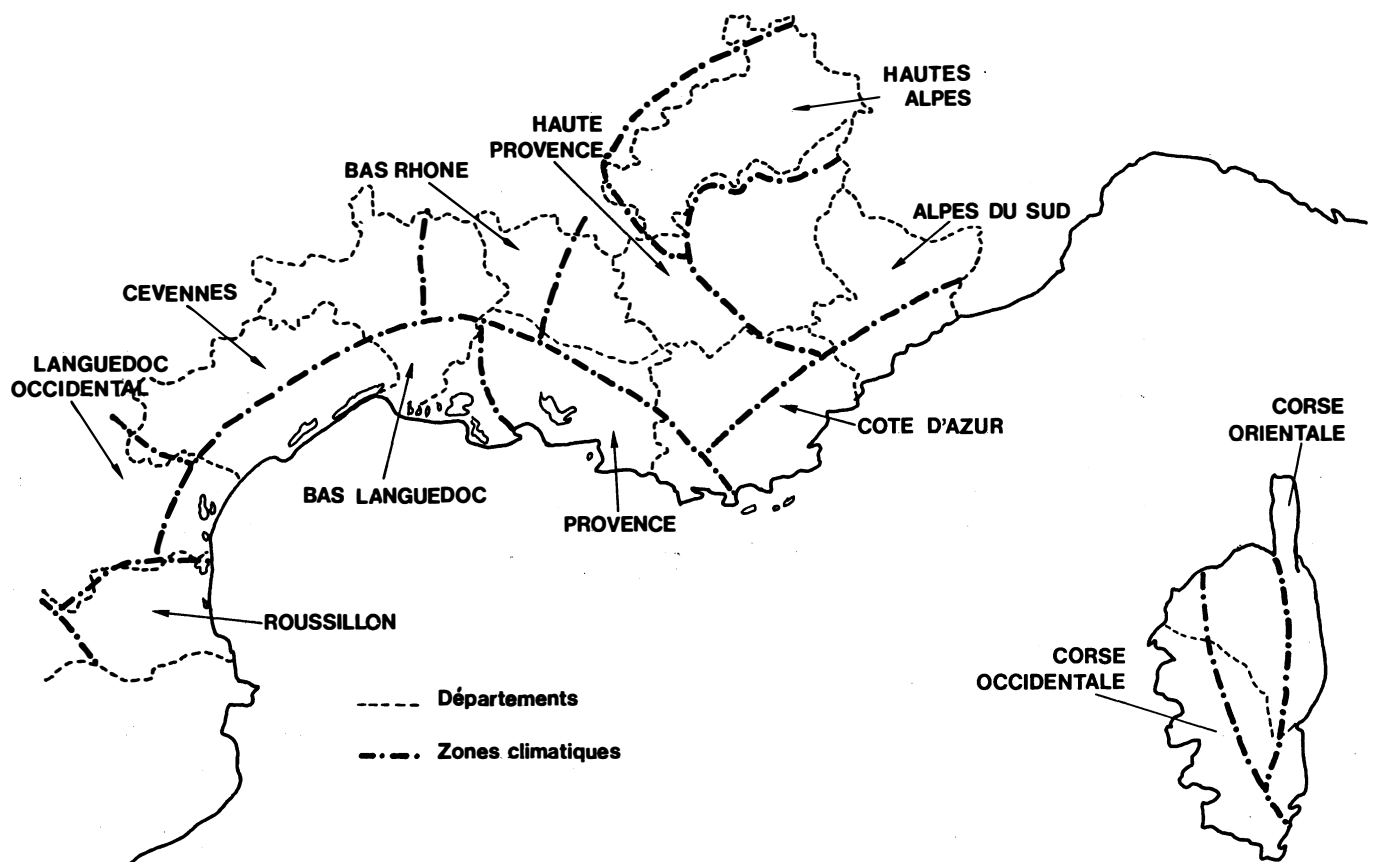 HAUTES
ALPES
HAUTE
PROVENCE
BAS RHONE
ALPES DU SUD
CEVENNES
LANGUEDOC
OCCIDENTAL
COTE D'AZUR
CORSE
ORIENTALE
BAS LANGUEDOC
PROVENCE
ROUSSILLON
CORSE
OCCIDENTALE
Départements
Zones climatiques